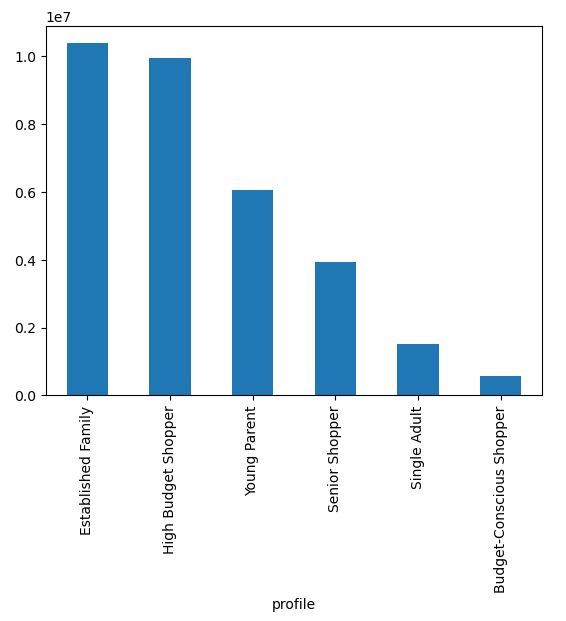 1e7
1.0
0.8
0.6
0.4
0.2
0.0
Established Family
High Budget Shopper
Young Parent
Senior Shopper
Single Adult
Budget-Conscious Shopper
profile